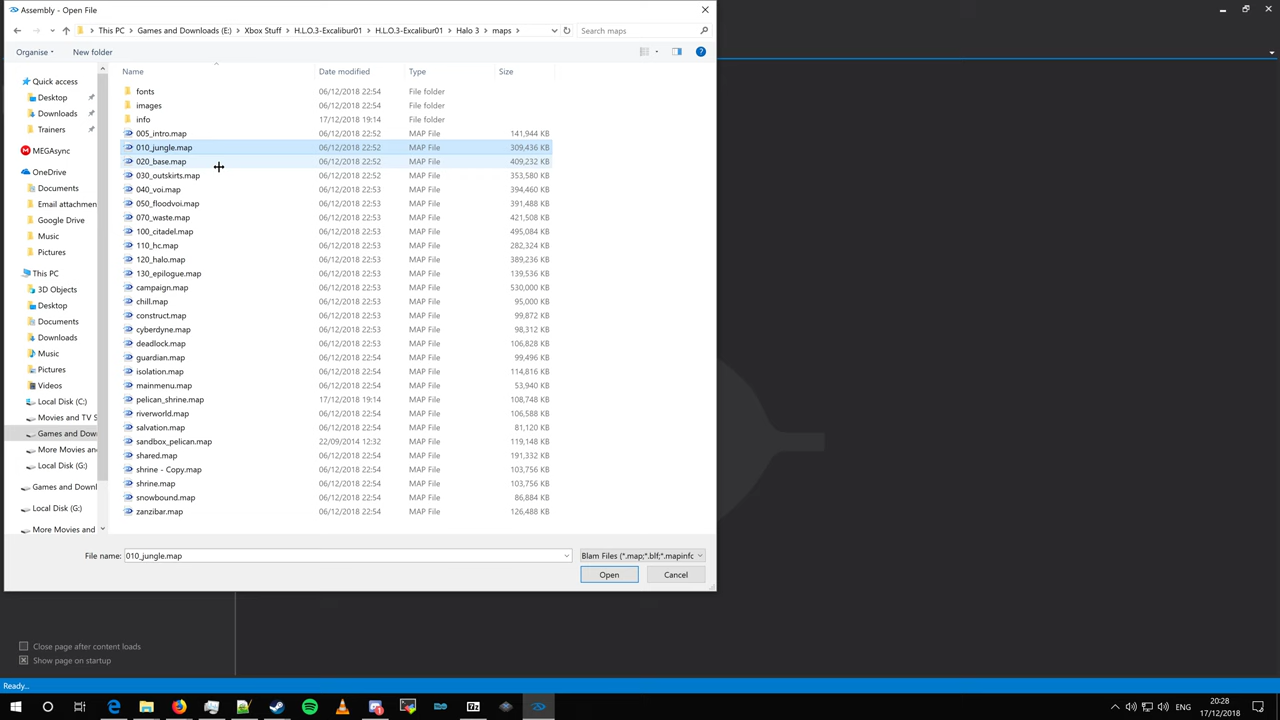 Assembly - Open File
This PC > Games and Downloads (E:) > Xbox Stuff > H.L.O.3-Excalibur01 > H.L.O.3-Excalibur01 > Halo 3 > maps >
Search maps
Organise
New folder
Name Date modified Type Size
Quick access
Desktop
Downloads
Trainers
MEGAsync
OneDrive
Documents
Email attachmen
Google Drive
Music
Pictures
This PC
3D Objects
Desktop
Documents
Downloads
Music
Pictures
Videos
Local Disk (C:)
Movies and TV S
Games and Dow
More Movies and
Local Disk (G:)
Games and Downl
Local Disk (G:)
More Movies and
fonts 06/12/2018 22:54 File folder
images 06/12/2018 22:54 File folder
info 17/12/2018 19:14 File folder
005_intro.map 06/12/2018 22:52 MAP File 141,944 KB
010_jungle.map 06/12/2018 22:52 MAP File 309,436 KB
020_base.map 06/12/2018 22:52 MAP File 409,232 KB
030_outskirts.map 06/12/2018 22:52 MAP File 353,580 KB
040_voi.map 06/12/2018 22:53 MAP File 394,460 KB
050_floodvoi.map 06/12/2018 22:53 MAP File 391,488 KB
070_waste.map 06/12/2018 22:53 MAP File 421,508 KB
100_citadel.map 06/12/2018 22:53 MAP File 495,084 KB
110_hc.map 06/12/2018 22:53 MAP File 282,324 KB
120_halo.map 06/12/2018 22:53 MAP File 389,236 KB
130_epilogue.map 06/12/2018 22:53 MAP File 139,536 KB
campaign.map 06/12/2018 22:53 MAP File 530,000 KB
chill.map 06/12/2018 22:53 MAP File 95,000 KB
construct.map 06/12/2018 22:53 MAP File 99,872 KB
cyberdyne.map 06/12/2018 22:53 MAP File 98,312 KB
deadlock.map 06/12/2018 22:53 MAP File 106,828 KB
guardian.map 06/12/2018 22:54 MAP File 99,496 KB
isolation.map 06/12/2018 22:54 MAP File 114,816 KB
mainmenu.map 06/12/2018 22:54 MAP File 53,940 KB
pelican_shrine.map 17/12/2018 19:14 MAP File 108,748 KB
riverworld.map 06/12/2018 22:54 MAP File 106,588 KB
salvation.map 06/12/2018 22:54 MAP File 81,120 KB
sandbox_pelican.map 22/09/2014 12:32 MAP File 119,148 KB
shared.map 06/12/2018 22:54 MAP File 191,332 KB
shrine - Copy.map 06/12/2018 22:54 MAP File 103,756 KB
shrine.map 06/12/2018 22:54 MAP File 103,756 KB
snowbound.map 06/12/2018 22:54 MAP File 86,884 KB
zanzibar.map 06/12/2018 22:54 MAP File 126,488 KB
File name: 010_jungle.map
Blam Files (*.map;*.blf;*.mapinfc
Open
Cancel
Close page after content loads
Show page on startup
Ready...
20:28
17/12/2018